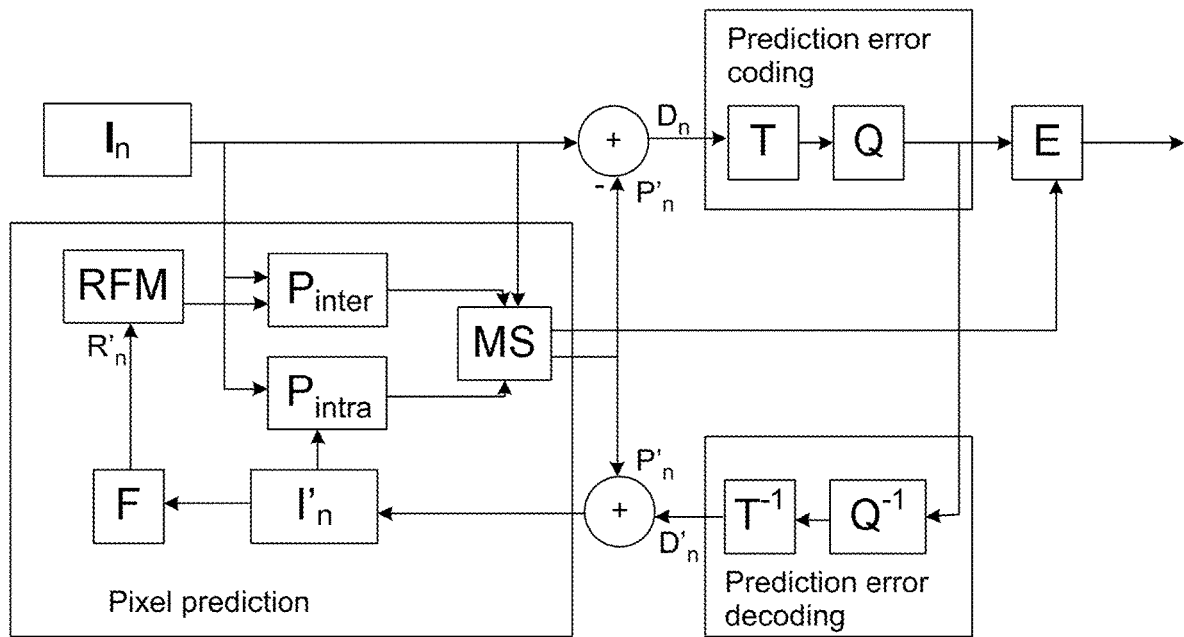 Prediction error
coding
Iₙ
+
Dₙ
T
Q
E
-
P'ₙ
RFM
Pᵢₙₜₑᵣ
MS
R'ₙ
Pᵢₙₜᵣₐ
P'ₙ
F
I'ₙ
+
D'ₙ
T⁻¹
Q⁻¹
Pixel prediction
Prediction error
decoding